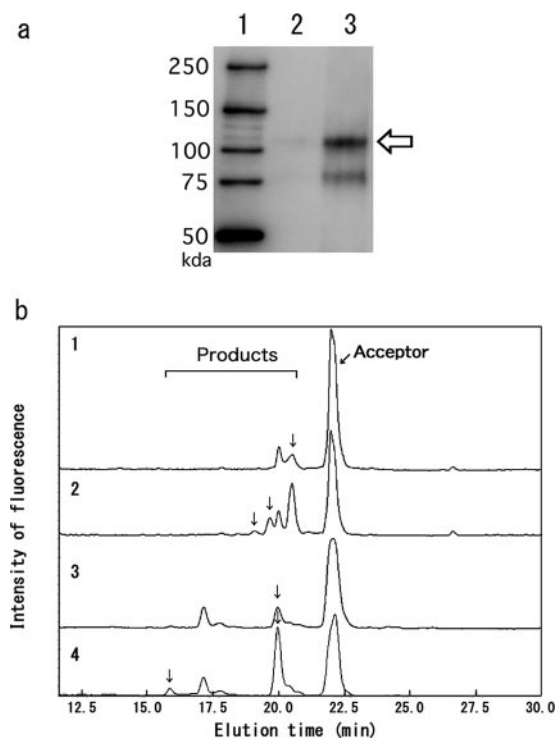 a
1 2 3
250
150
100
75
50
kda
b
1
Products
Acceptor
2
3
4
Intensity of fluorescence
12.5 15.0 17.5 20.0 22.5 25.0 27.5 30.0
Elution time (min)